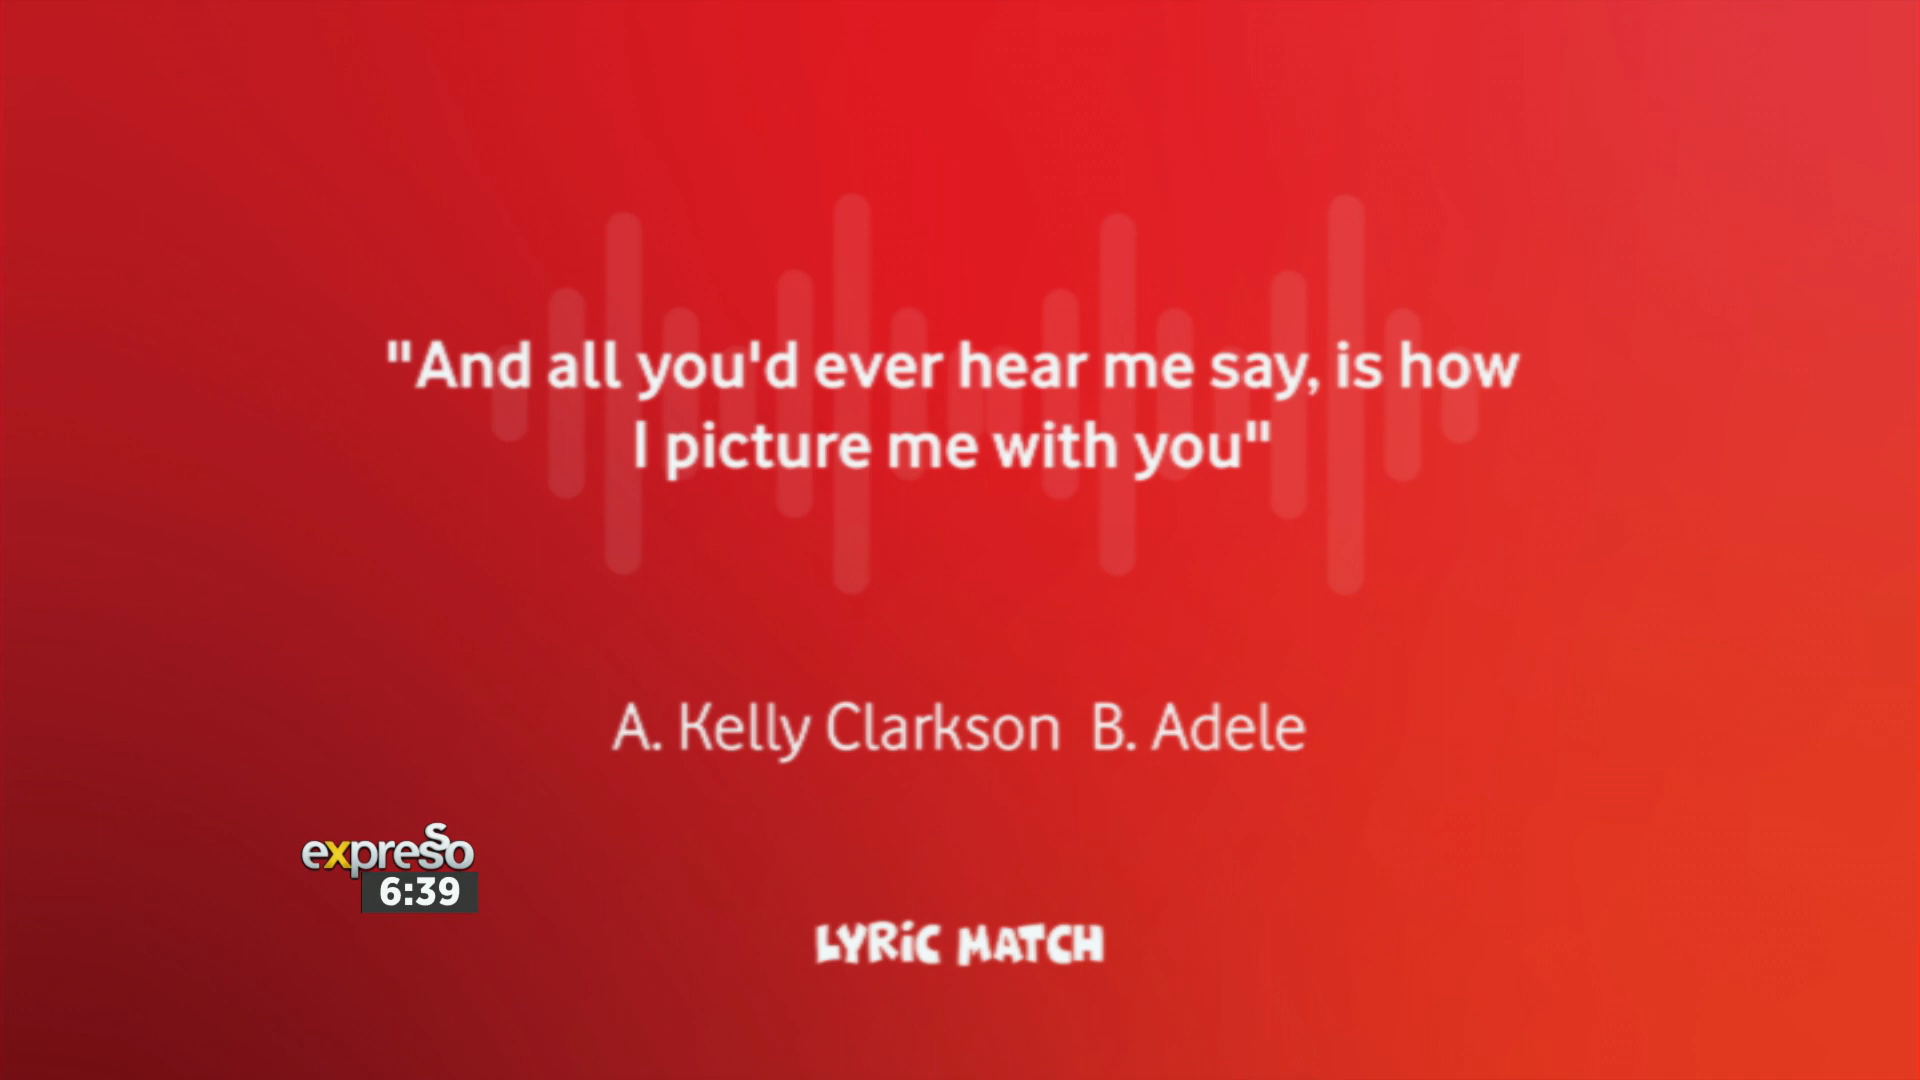 "And all you'd ever hear me say, is how
I picture me with you"
A. Kelly Clarkson B. Adele
expresso
6:39
LYRiC MATCH